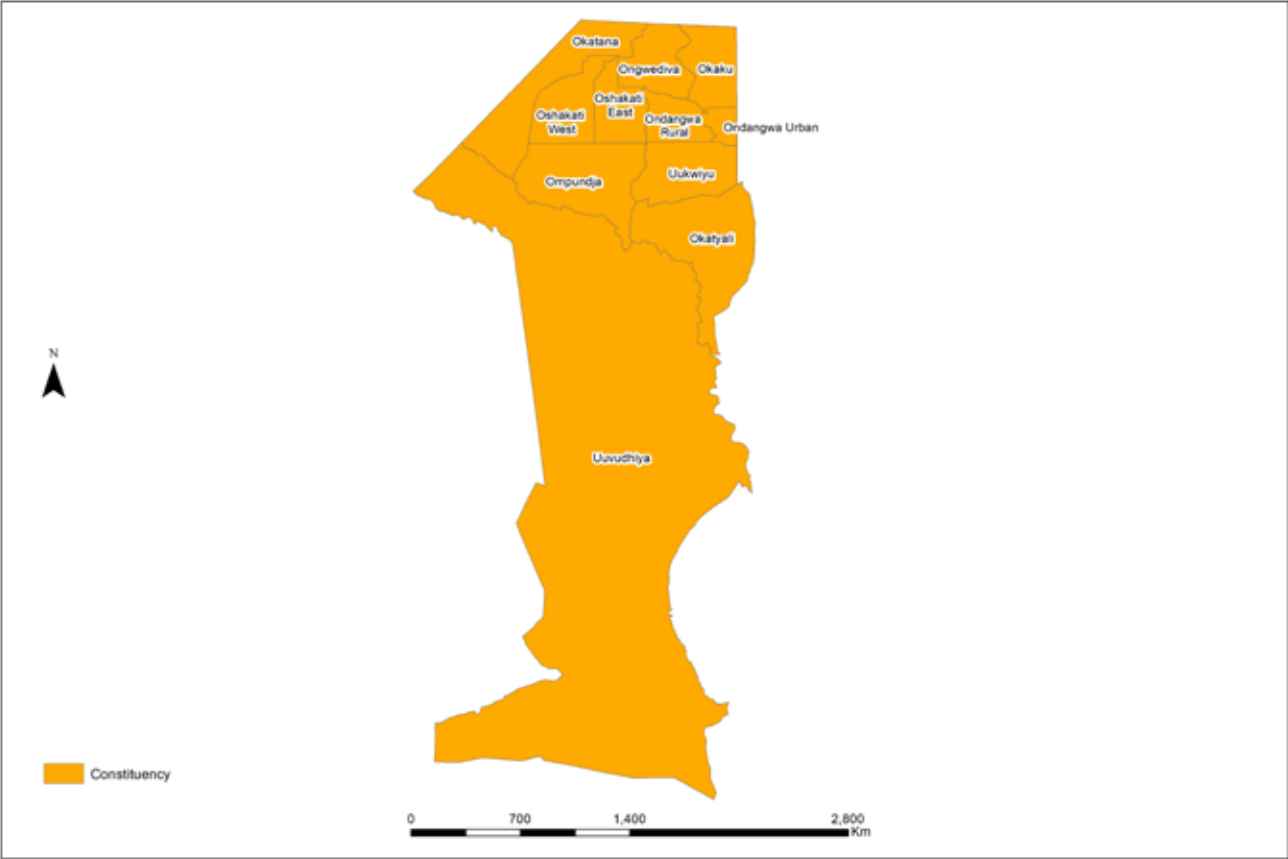 Okatana
Ongwediva
Okaku
Oshakati
East
Oshakati
West
Ondangwa
Rural
Ondangwa Urban
Uukwiyu
Ompundja
Okatyali
N
Uuvudhiya
Constituency
0 700 1,400 2,800
Km